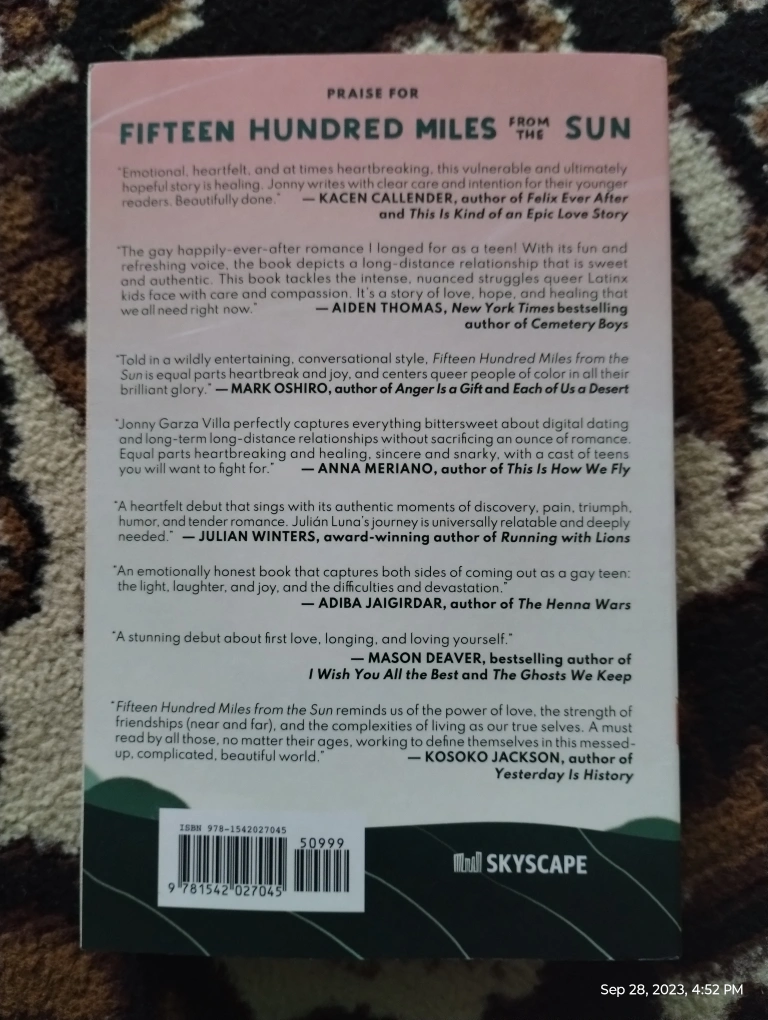 PRAISE FOR
FIFTEEN HUNDRED MILES FROM THE SUN
"Emotional, heartfelt, and at times heartbreaking, this vulnerable and ultimately
hopeful story is healing. Jonny writes with clear care and intention for their younger
readers. Beautifully done." — KACEN CALLENDER, author of Felix Ever After
and This Is Kind of an Epic Love Story
"The gay happily-ever-after romance I longed for as a teen! With its fun and
refreshing voice, the book depicts a long-distance relationship that is sweet
and authentic. This book tackles the intense, nuanced struggles queer Latinx
kids face with care and compassion. It's a story of love, hope, and healing that
we all need right now." — AIDEN THOMAS, New York Times bestselling
author of Cemetery Boys
"Told in a wildly entertaining, conversational style, Fifteen Hundred Miles from the
Sun is equal parts heartbreak and joy, and centers queer people of color in all their
brilliant glory." — MARK OSHIRO, author of Anger Is a Gift and Each of Us a Desert
"Jonny Garza Villa perfectly captures everything bittersweet about digital dating
and long-term long-distance relationships without sacrificing an ounce of romance.
Equal parts heartbreaking and healing, sincere and snarky, with a cast of teens
you will want to fight for." — ANNA MERIANO, author of This Is How We Fly
"A heartfelt debut that sings with its authentic moments of discovery, pain, triumph,
humor, and tender romance. Julián Luna's journey is universally relatable and deeply
needed." — JULIAN WINTERS, award-winning author of Running with Lions
"An emotionally honest book that captures both sides of coming out as a gay teen:
the light, laughter, and joy, and the difficulties and devastation."
— ADIBA JAIGIRDAR, author of The Henna Wars
"A stunning debut about first love, longing, and loving yourself."
— MASON DEAVER, bestselling author of
I Wish You All the Best and The Ghosts We Keep
"Fifteen Hundred Miles from the Sun reminds us of the power of love, the strength of
friendships (near and far), and the complexities of living as our true selves. A must
read by all those, no matter their ages, working to define themselves in this messed-
up, complicated, beautiful world." — KOSOKO JACKSON, author of
Yesterday Is History
ISBN 978-1542027045
50999
9 781542 027045
SKYSCAPE
Sep 28, 2023, 4:52 PM